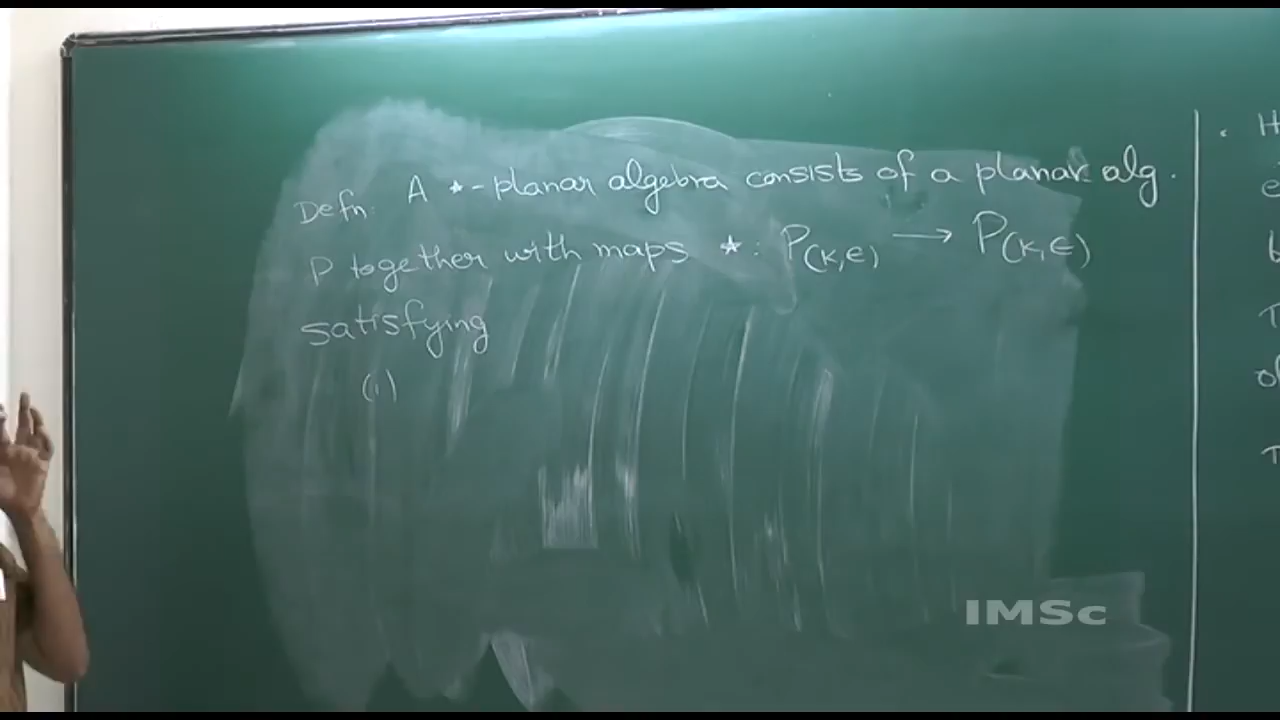 Defn: A *-planar algebra consists of a planar alg.
P together with maps *: P(k,ϵ) → P(k,ϵ)
satisfying
(1)
IMSc